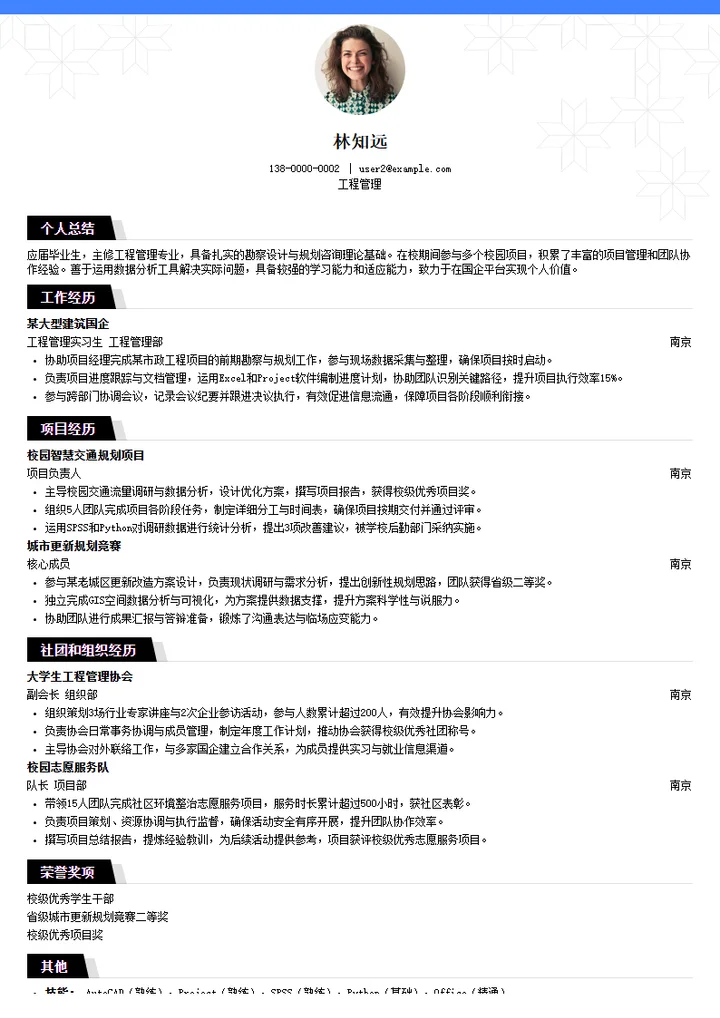 林知远
138-0000-0002 | user2@example.com
工程管理
个人总结
应届毕业生，主修工程管理专业，具备扎实的勘察设计与规划咨询理论基础。在校期间参与多个校园项目，积累了丰富的项目管理和团队协
作经验。善于运用数据分析工具解决实际问题，具备较强的学习能力和适应能力，致力于在国企平台实现个人价值。
工作经历
某大型建筑国企
工程管理实习生 工程管理部 南京
• 协助项目经理完成某市政工程项目的前期勘察与规划工作，参与现场数据采集与整理，确保项目按时启动。
• 负责项目进度跟踪与文档管理，运用Excel和Project软件编制进度计划，协助团队识别关键路径，提升项目执行效率15%。
• 参与跨部门协调会议，记录会议纪要并跟进决议执行，有效促进信息流通，保障项目各阶段顺利衔接。
项目经历
校园智慧交通规划项目
项目负责人 南京
• 主导校园交通流量调研与数据分析，设计优化方案，撰写项目报告，获得校级优秀项目奖。
• 组织5人团队完成项目各阶段任务，制定详细分工与时间表，确保项目按期交付并通过评审。
• 运用SPSS和Python对调研数据进行统计分析，提出3项改善建议，被学校后勤部门采纳实施。
城市更新规划竞赛
核心成员 南京
• 参与某老城区更新改造方案设计，负责现状调研与需求分析，提出创新性规划思路，团队获得省级二等奖。
• 独立完成GIS空间数据分析与可视化，为方案提供数据支撑，提升方案科学性与说服力。
• 协助团队进行成果汇报与答辩准备，锻炼了沟通表达与临场应变能力。
社团和组织经历
大学生工程管理协会
副会长 组织部 南京
• 组织策划3场行业专家讲座与2次企业参访活动，参与人数累计超过200人，有效提升协会影响力。
• 负责协会日常事务协调与成员管理，制定年度工作计划，推动协会获得校级优秀社团称号。
• 主导协会对外联络工作，与多家国企建立合作关系，为成员提供实习与就业信息渠道。
校园志愿服务队
队长 项目部 南京
• 带领15人团队完成社区环境整治志愿服务项目，服务时长累计超过500小时，获社区表彰。
• 负责项目策划、资源协调与执行监督，确保活动安全有序开展，提升团队协作效率。
• 撰写项目总结报告，提炼经验教训，为后续活动提供参考，项目获评校级优秀志愿服务项目。
荣誉奖项
校级优秀学生干部
省级城市更新规划竞赛二等奖
校级优秀项目奖
其他
• 技能： AutoCAD（熟练），Project（熟练），SPSS（熟练），Python（基础），Office（精通）